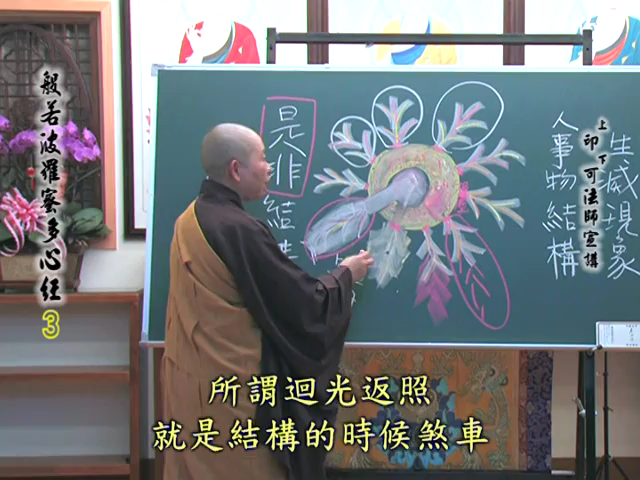 般若波羅蜜多心经
3
是非
結
生滅現象
人事物結構
上印下可法師宣講
所謂迴光返照
就是結構的時候煞車